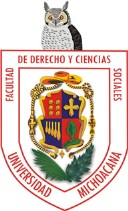 FACULTAD
DE DERECHO Y CIENCIAS
SOCIALES
UNIVERSIDAD
MICHOACANA